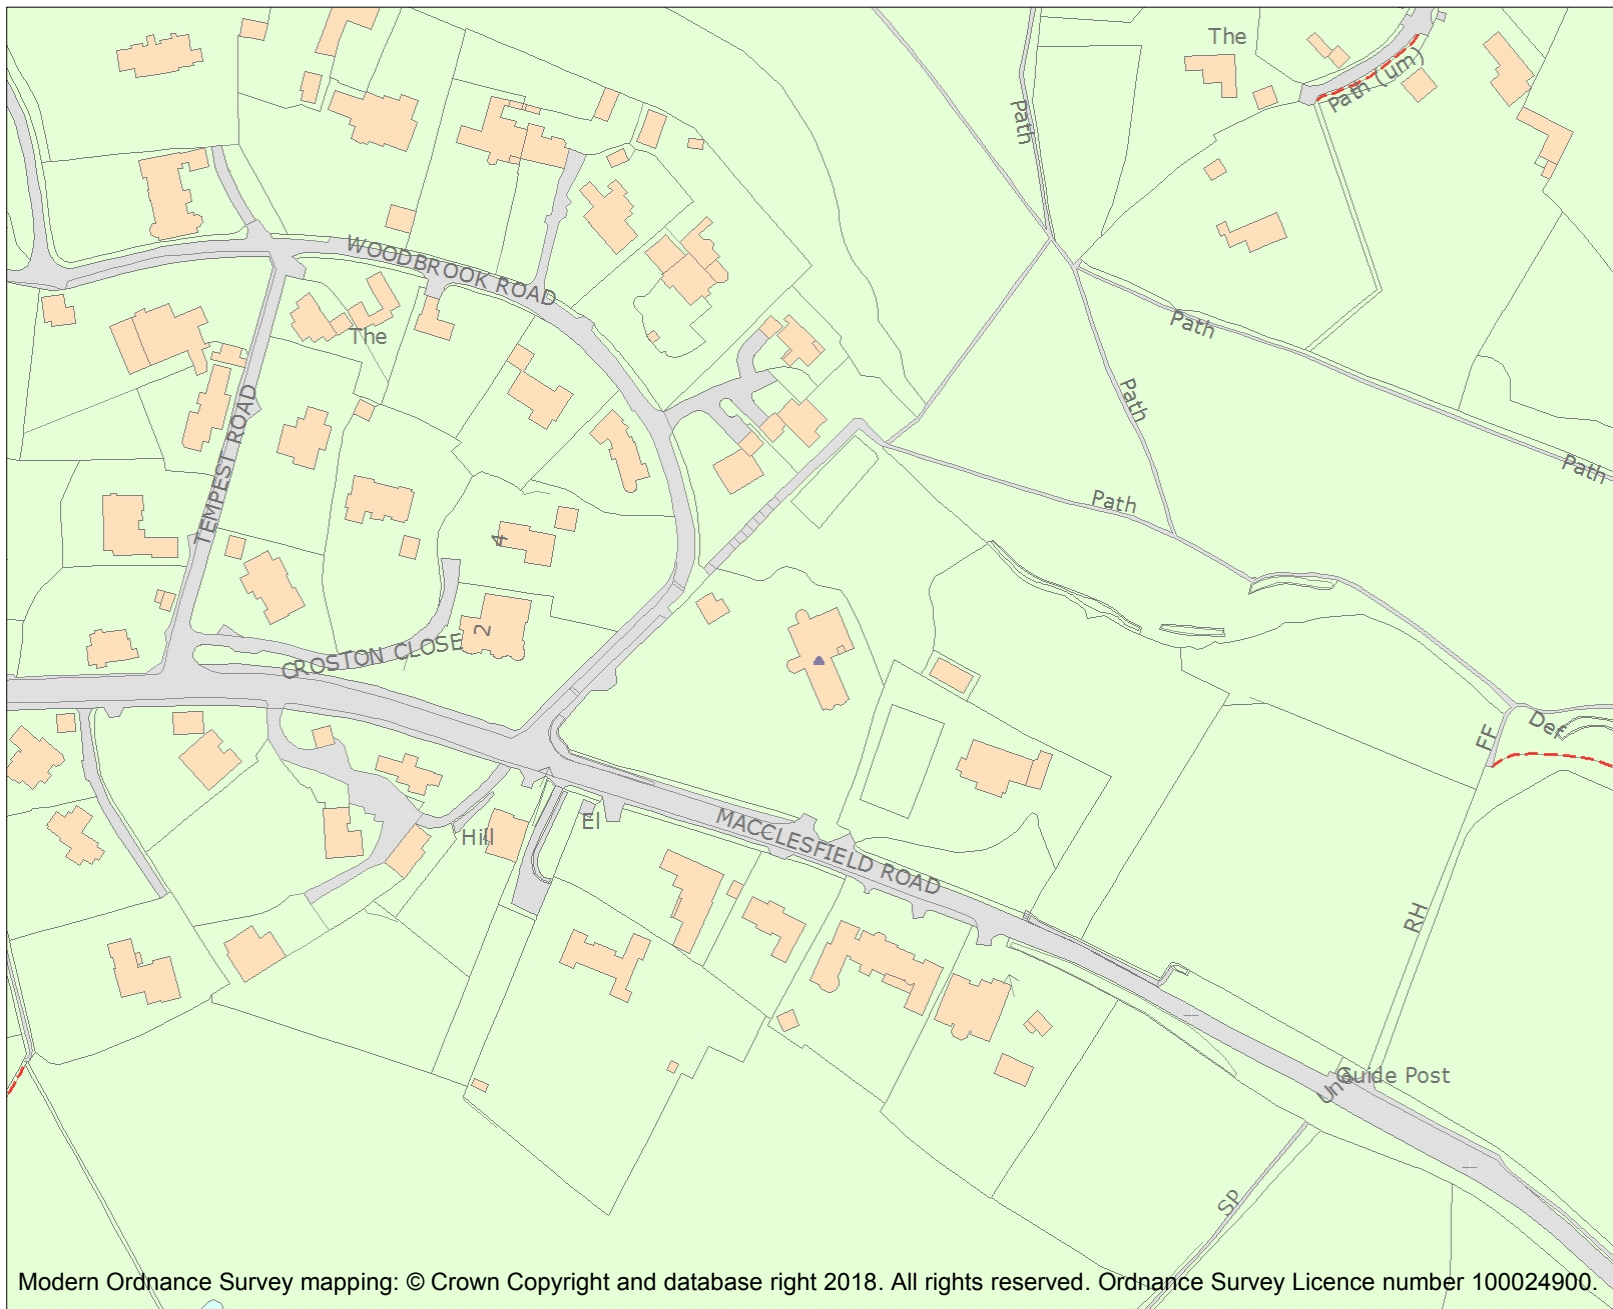 The
Path (um)
Path
WOODBROOK ROAD
Path
The
Path
TEMPEST ROAD
Path
Path
4
2
CROSTON CLOSE
FF
Def
El
MACCLESFIELD ROAD
Hill
RH
Guide Post
Und
SP
Modern Ordnance Survey mapping: © Crown Copyright and database right 2018. All rights reserved. Ordnance Survey Licence number 100024900.